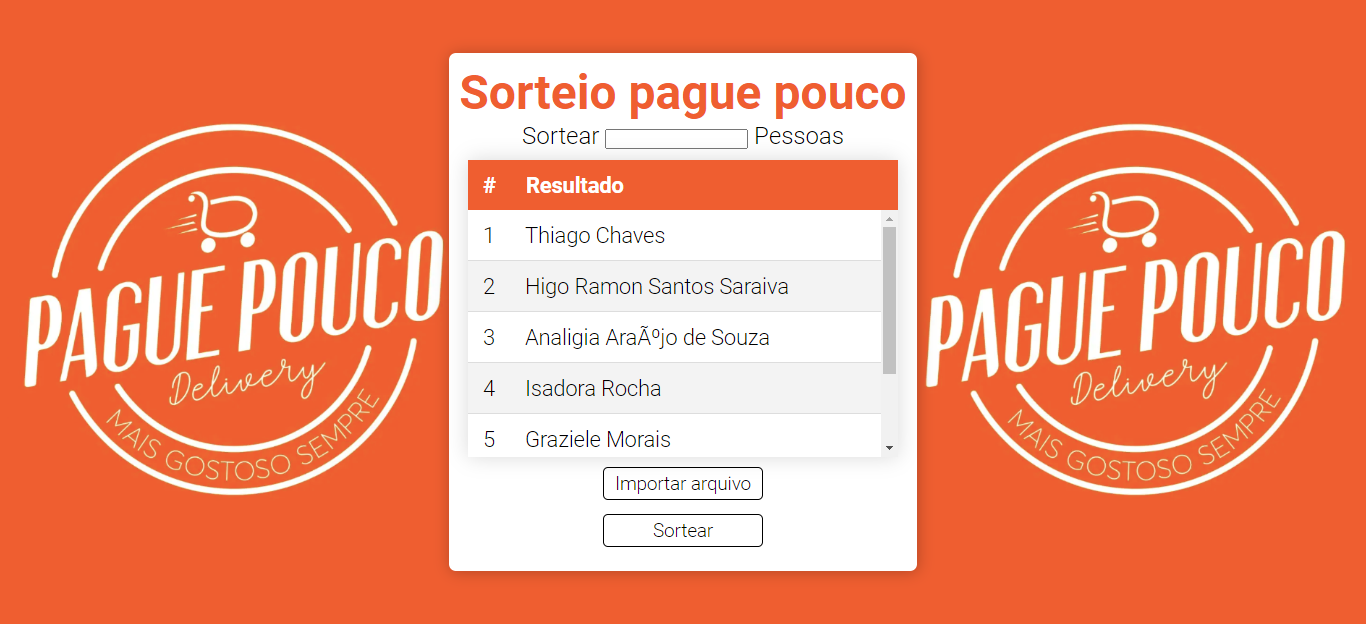 Sorteio pague pouco
Sortear Pessoas
# Resultado
1 Thiago Chaves
2 Higo Ramon Santos Saraiva
3 Analigia AraÃºjo de Souza
4 Isadora Rocha
5 Graziele Morais
Importar arquivo
Sortear
PAGUE POUCO
Delivery
MAIS GOSTOSO SEMPRE
PAGUE POUCO
Delivery
MAIS GOSTOSO SEMPRE